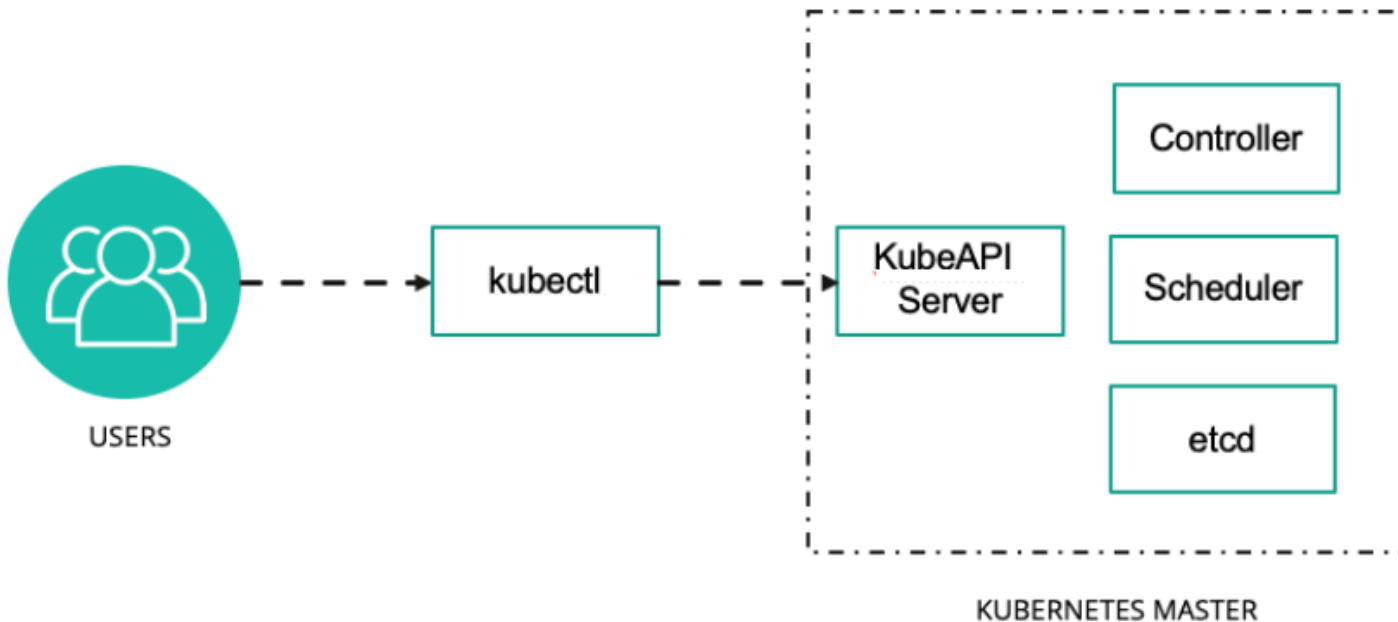 USERS
kubectl
KubeAPI
Server
Controller
Scheduler
etcd
KUBERNETES MASTER